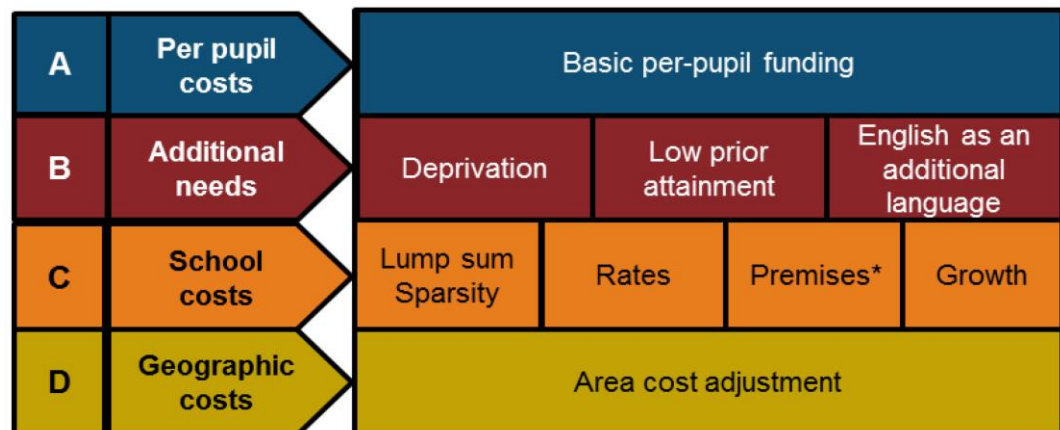 A
Per pupil
costs
Basic per-pupil funding
B
Additional
needs
Deprivation
Low prior
attainment
English as an
additional
language
C
School
costs
Lump sum
Sparsity
Rates
Premises*
Growth
D
Geographic
costs
Area cost adjustment